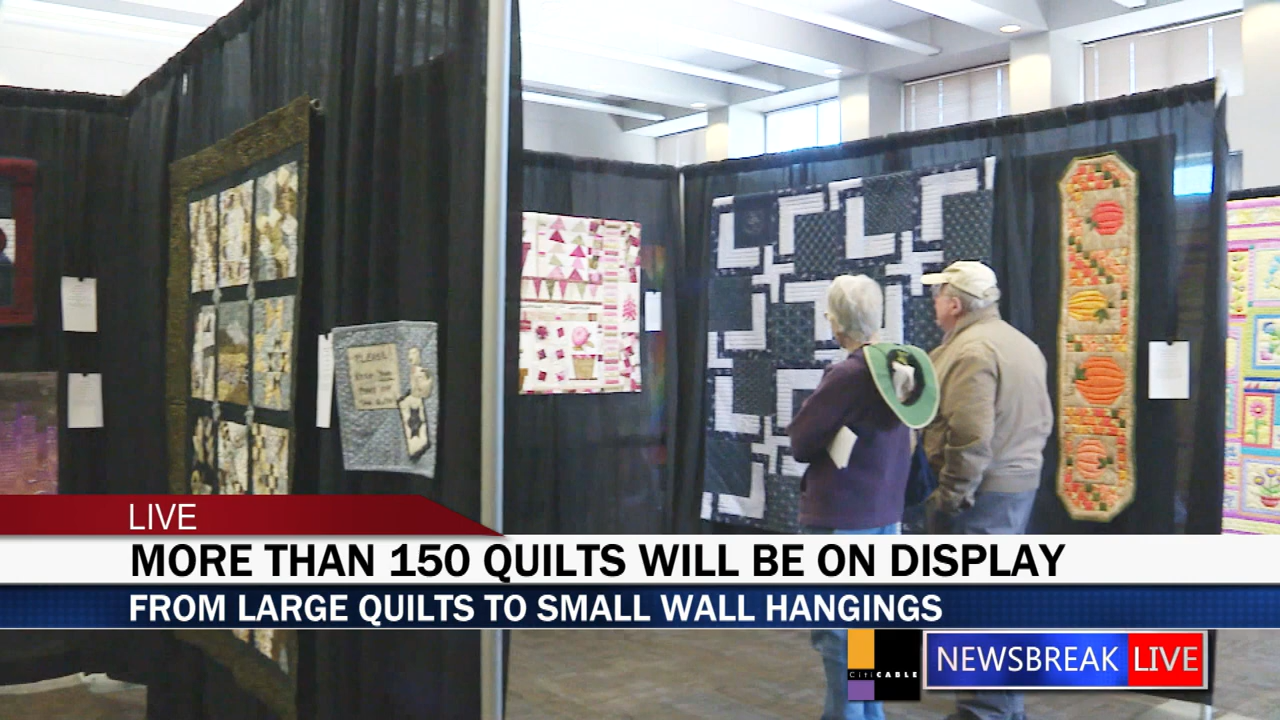 LIVE
MORE THAN 150 QUILTS WILL BE ON DISPLAY
FROM LARGE QUILTS TO SMALL WALL HANGINGS
CitiCABLE
NEWSBREAK LIVE